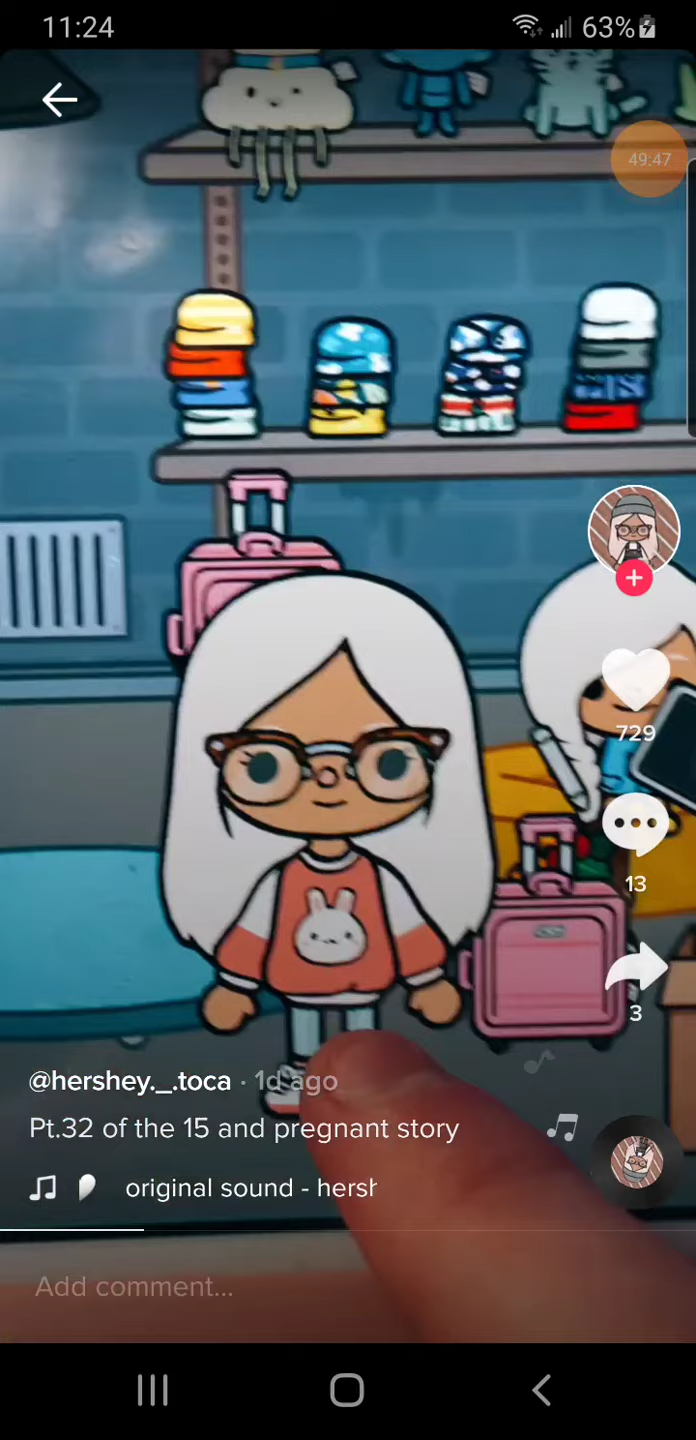 11:24
63%
49:47
729
13
3
@hershey._.toca · 1d ago
Pt.32 of the 15 and pregnant story
original sound - hersh
Add comment...